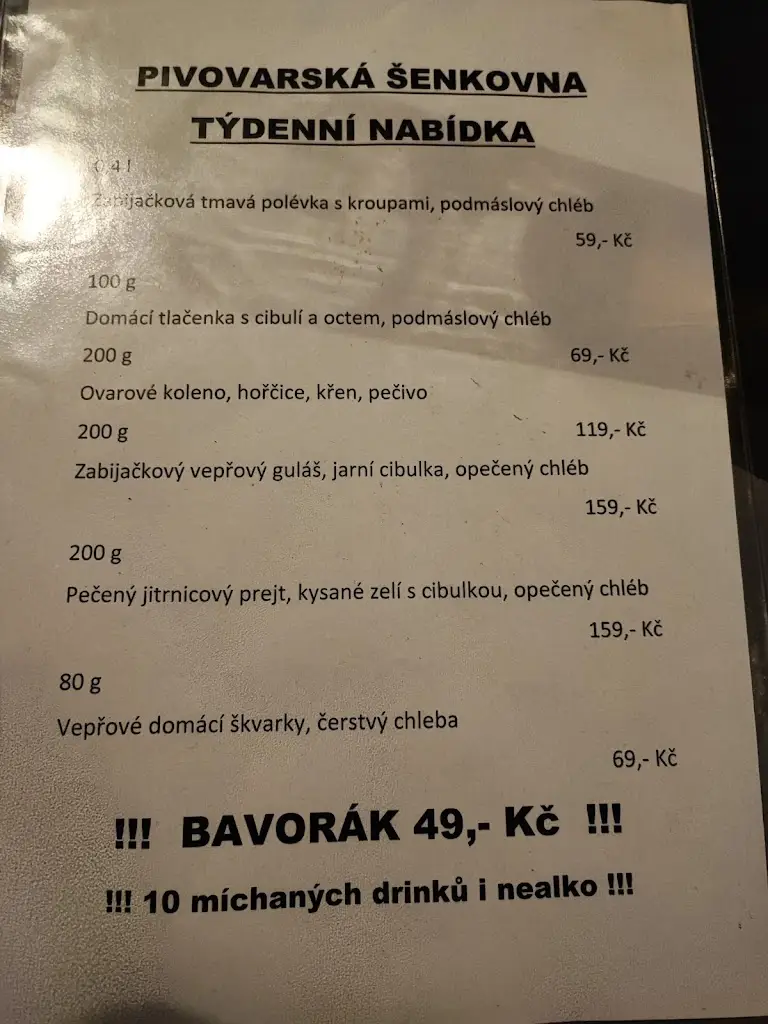 PIVOVARSKÁ ŠENKOVNA
TÝDENNÍ NABÍDKA
0,4 l
Zabijačková tmavá polévka s kroupami, podmáslový chléb
59,- Kč
100 g
Domácí tlačenka s cibulí a octem, podmáslový chléb
200 g 69,- Kč
Ovarové koleno, hořčice, křen, pečivo
200 g 119,- Kč
Zabijačkový vepřový guláš, jarní cibulka, opečený chléb
159,- Kč
200 g
Pečený jitrnicový prejt, kysané zelí s cibulkou, opečený chléb
159,- Kč
80 g
Vepřové domácí škvarky, čerstvý chleba
69,- Kč
!!! BAVORÁK 49,- Kč !!!
!!! 10 míchaných drinků i nealko !!!